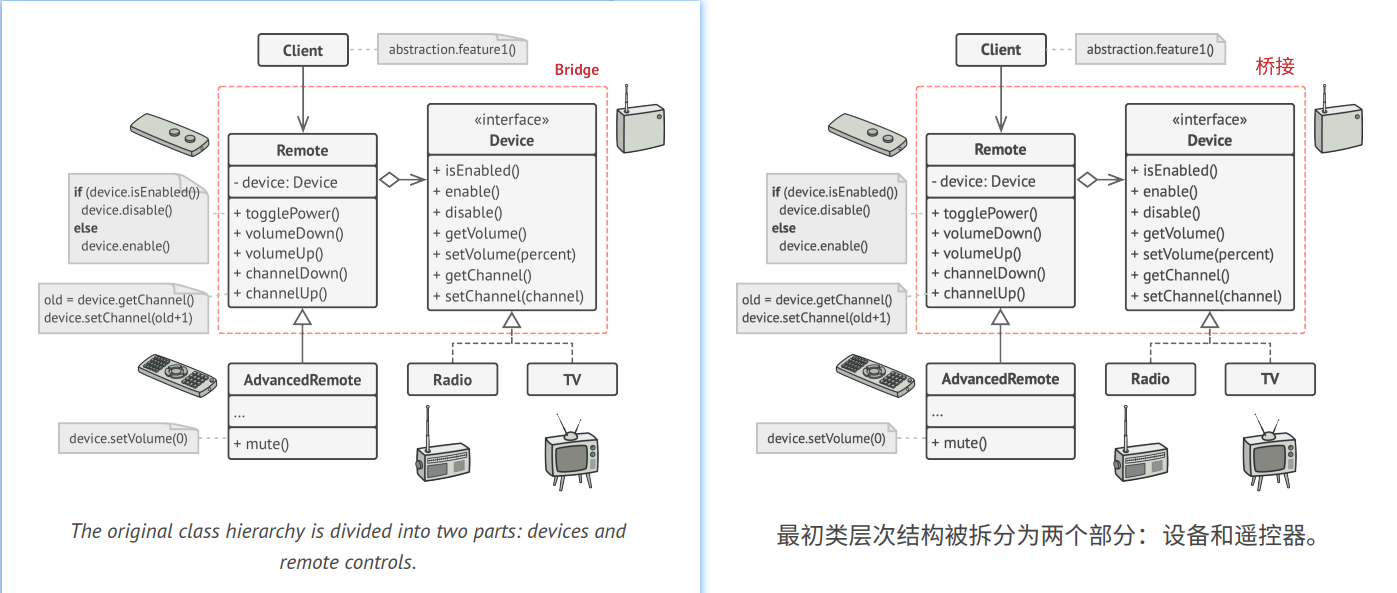 Client
abstraction.feature1()
Bridge
«interface»
Device
+ isEnabled()
+ enable()
+ disable()
+ getVolume()
+ setVolume(percent)
+ getChannel()
+ setChannel(channel)
Remote
- device: Device
+ togglePower()
+ volumeDown()
+ volumeUp()
+ channelDown()
+ channelUp()
if (device.isEnabled())
device.disable()
else
device.enable()
old = device.getChannel()
device.setChannel(old+1)
AdvancedRemote
...
+ mute()
device.setVolume(0)
Radio
TV
The original class hierarchy is divided into two parts: devices and
remote controls.
Client
abstraction.feature1()
桥接
«interface»
Device
+ isEnabled()
+ enable()
+ disable()
+ getVolume()
+ setVolume(percent)
+ getChannel()
+ setChannel(channel)
Remote
- device: Device
+ togglePower()
+ volumeDown()
+ volumeUp()
+ channelDown()
+ channelUp()
if (device.isEnabled())
device.disable()
else
device.enable()
old = device.getChannel()
device.setChannel(old+1)
AdvancedRemote
...
+ mute()
device.setVolume(0)
Radio
TV
最初类层次结构被拆分为两个部分：设备和遥控器。